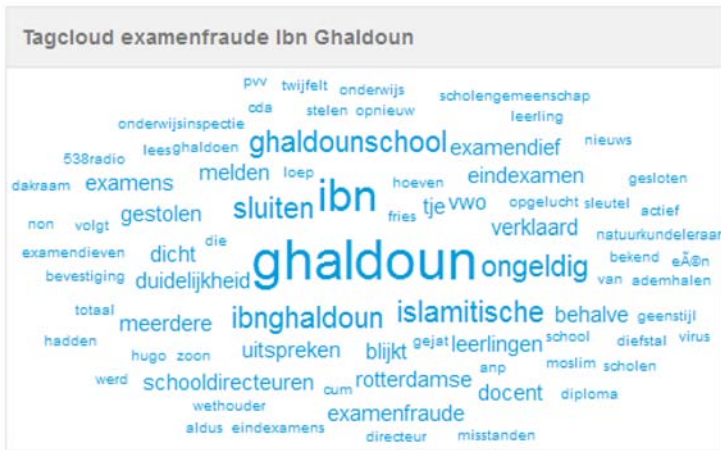 Tagcloud examenfraude Ibn Ghaldoun
pvv twijfelt onderwijs
cda stelen opnieuw scholengemeenschap
onderwijsinspectie leerling
lees ghaldoen ghaldounschool examendief nieuws
538radio melden loep eindexamen gesloten
dakraam examens ibn hoeven
gestolen sluiten fries tje vwo opgelucht sleutel actief
non volgt verklaard natuurkundeleraar
examendieven dicht die ghaldoun ongeldig bekend eÃ©n
bevestiging duidelijkheid van ademhalen
totaal meerdere ibnghaldoun islamitische behalve geenstijl
hadden gejat leerlingen school diefstal virus
hugo zoon uitspreken blijkt anp moslim scholen
werd schooldirecteuren cum rotterdamse docent diploma
wethouder examenfraude
aldus eindexamens directeur misstanden